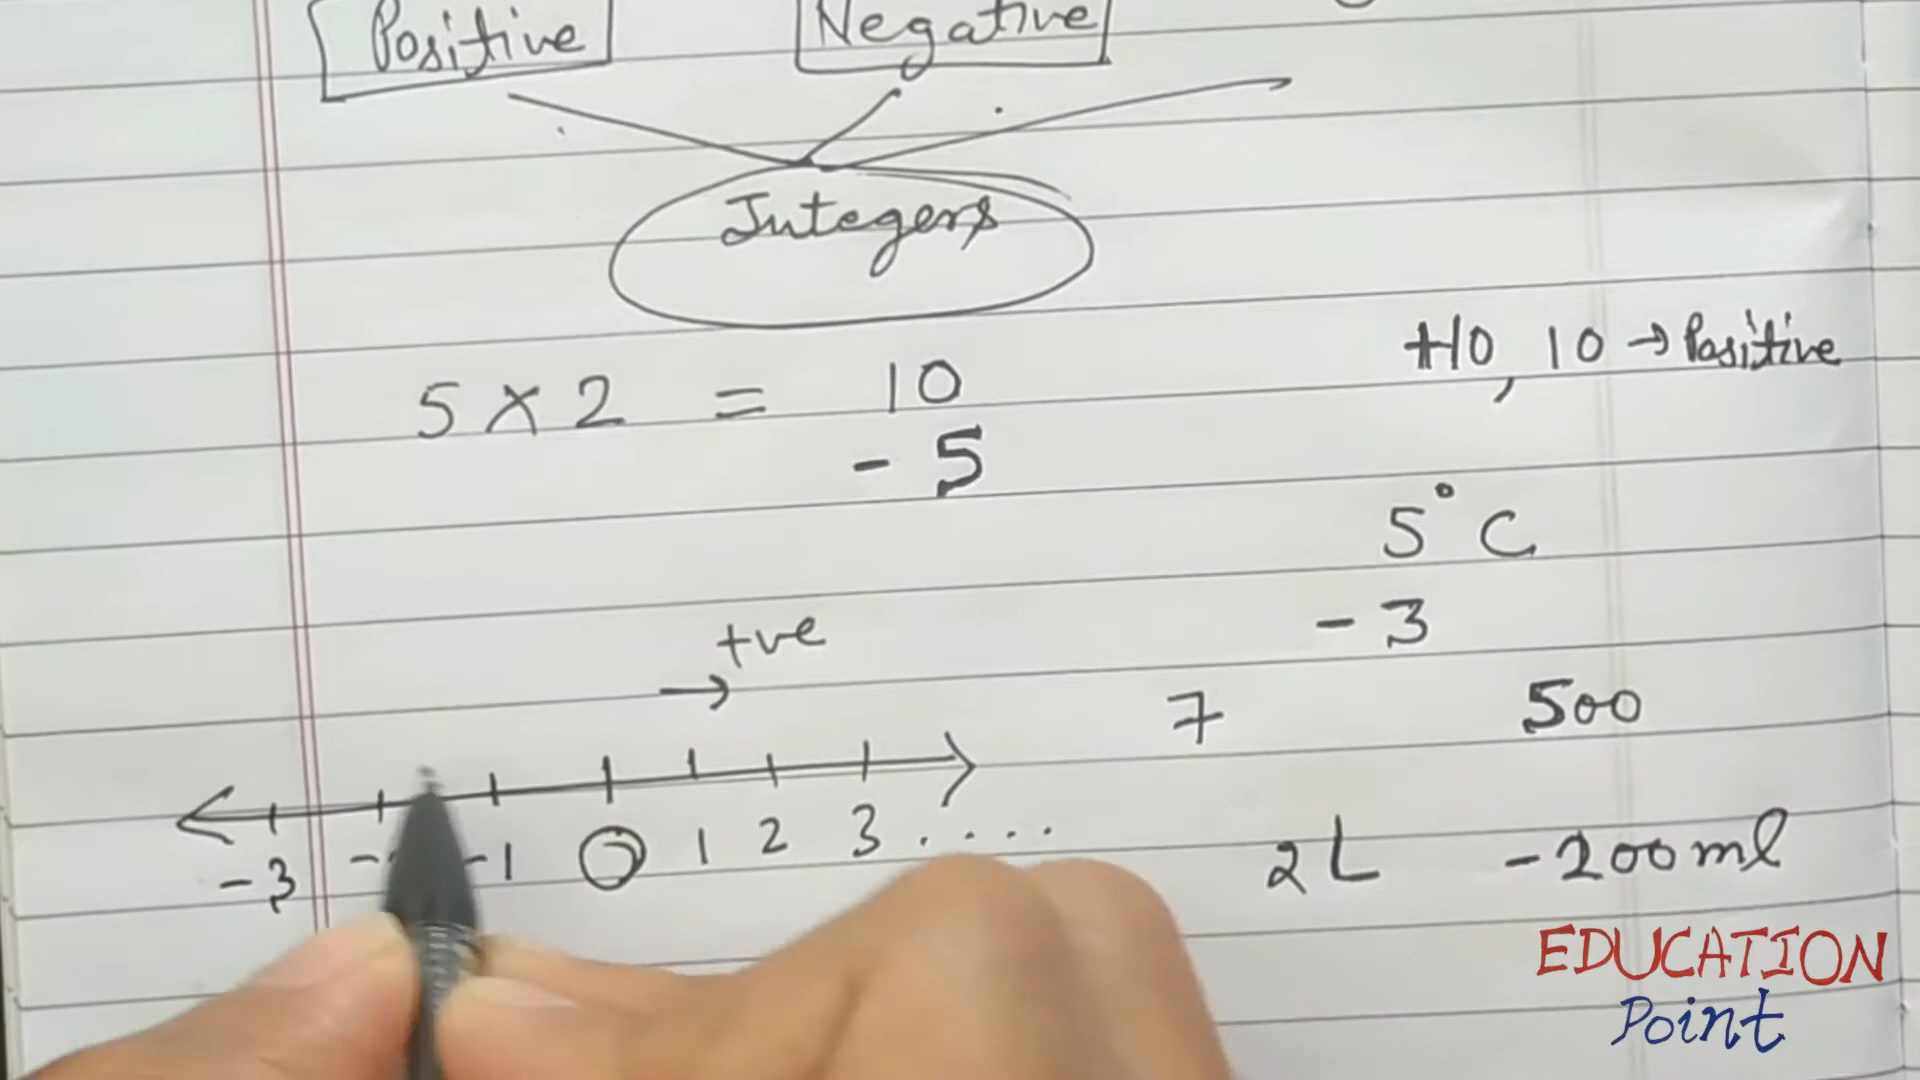 Positive Negative
Integers
5 × 2 = 10
+10, 10 → Positive
- 5
5° C
- 3
+ve
→
7 500
-3 -1 0 1 2 3 . . . .
2L -200ml
EDUCATION
Point